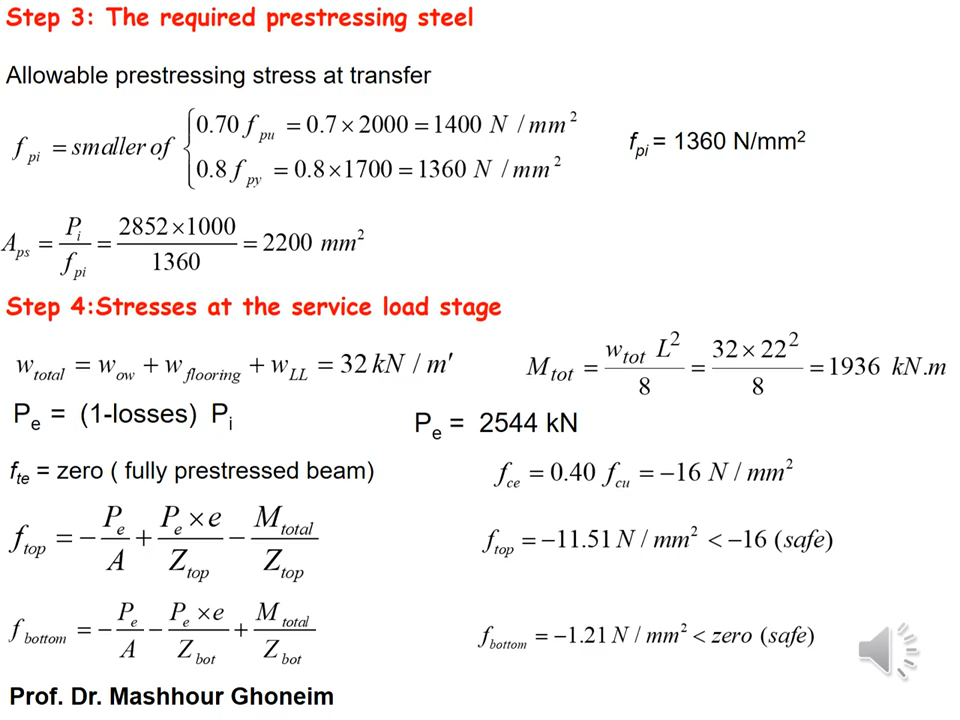 Step 3: The required prestressing steel
Allowable prestressing stress at transfer
f_pi = smaller of { 0.70 f_pu = 0.7 × 2000 = 1400 N / mm²
0.8 f_py = 0.8 × 1700 = 1360 N / mm²
f_pi = 1360 N/mm²
A_ps = P_i / f_pi = 2852 × 1000 / 1360 = 2200 mm²
Step 4:Stresses at the service load stage
w_total = w_ow + w_flooring + w_LL = 32 kN / m′
M_tot = w_tot L² / 8 = 32 × 22² / 8 = 1936 kN.m
P_e = (1-losses) P_i
P_e = 2544 kN
f_te = zero ( fully prestressed beam)
f_ce = 0.40 f_cu = −16 N / mm²
f_top = − P_e / A + P_e × e / Z_top − M_total / Z_top
f_top = −11.51 N / mm² < −16 (safe)
f_bottom = − P_e / A − P_e × e / Z_bot + M_total / Z_bot
f_bottom = −1.21 N / mm² < zero (safe)
Prof. Dr. Mashhour Ghoneim